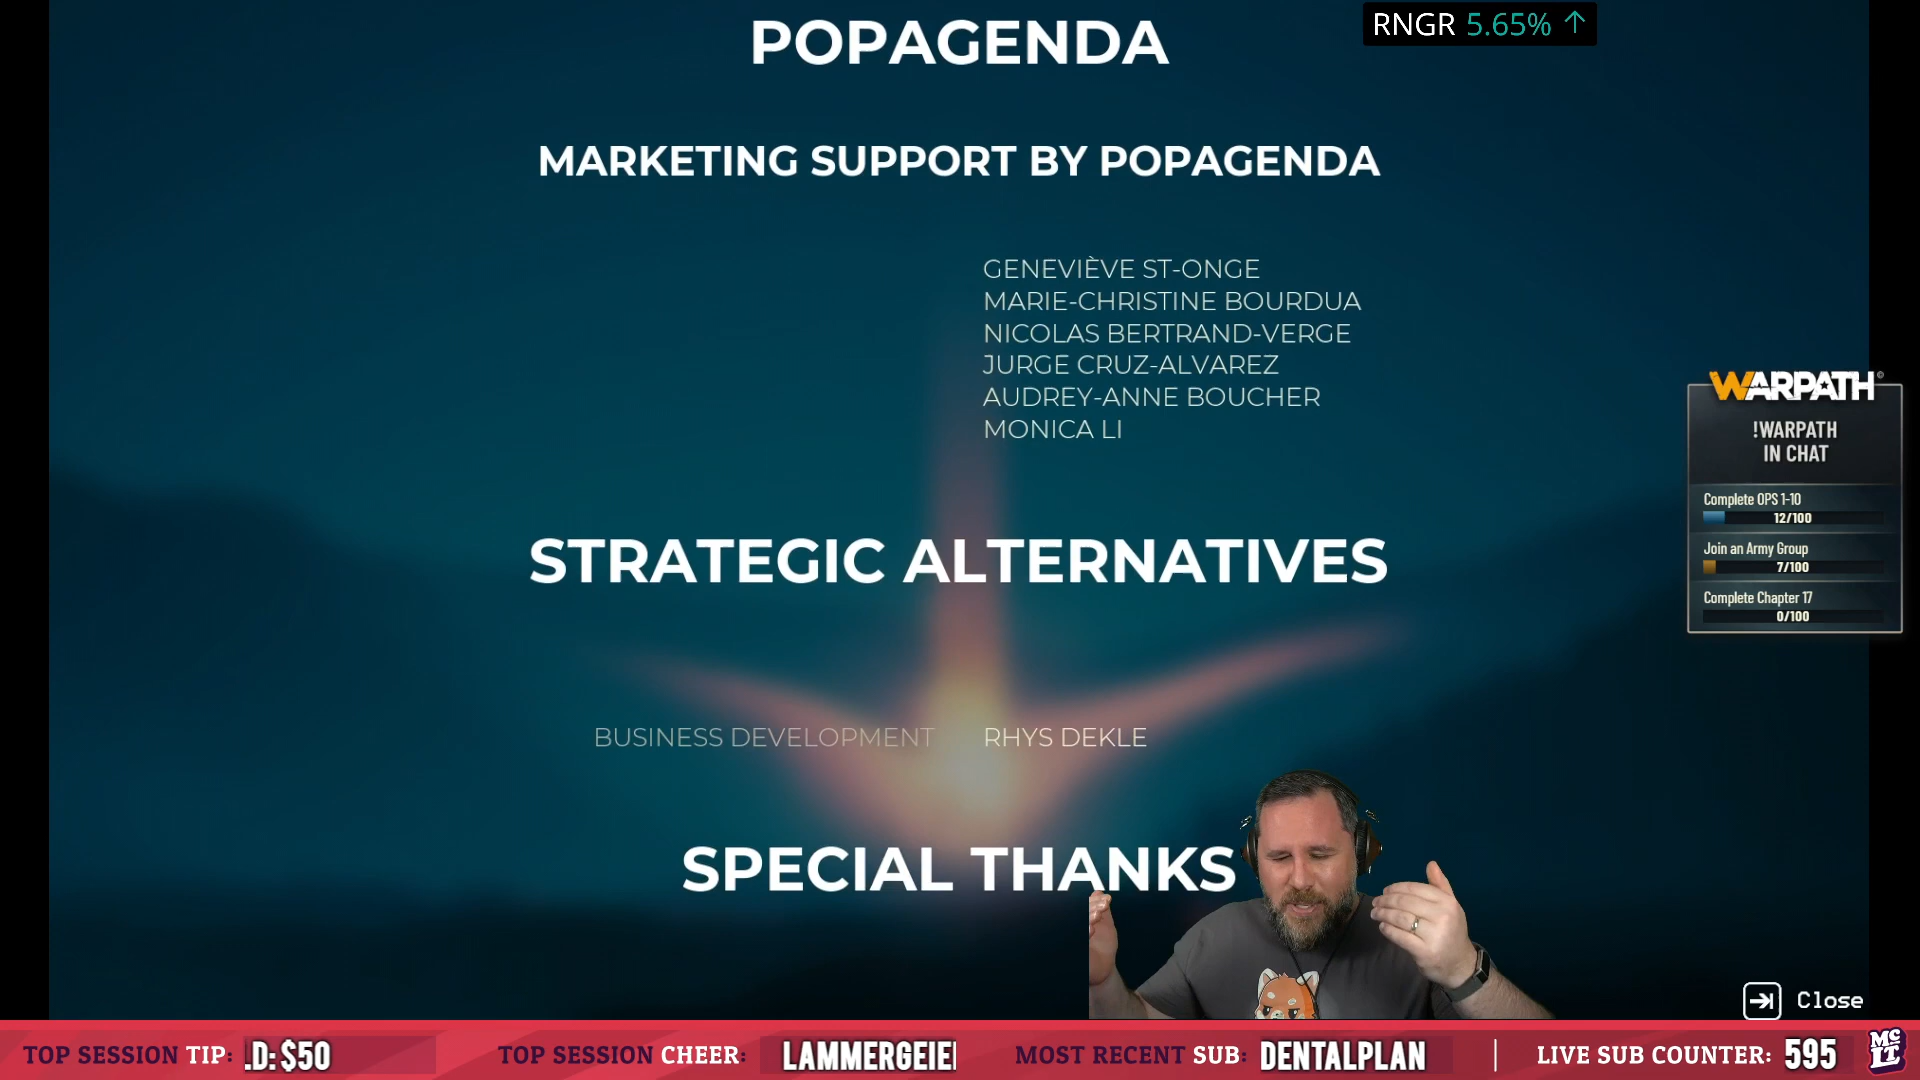 POPAGENDA
RNGR 5.65% ↑
MARKETING SUPPORT BY POPAGENDA
GENEVIÈVE ST-ONGE
MARIE-CHRISTINE BOURDUA
NICOLAS BERTRAND-VERGE
JURGE CRUZ-ALVAREZ
AUDREY-ANNE BOUCHER
MONICA LI
WARPATH©
!WARPATH
IN CHAT
Complete OPS 1-10
12/100
Join an Army Group
7/100
Complete Chapter 17
0/100
STRATEGIC ALTERNATIVES
BUSINESS DEVELOPMENT RHYS DEKLE
SPECIAL THANKS
Close
TOP SESSION TIP: .D: $50 TOP SESSION CHEER: LAMMERGEIE MOST RECENT SUB: DENTALPLAN | LIVE SUB COUNTER: 595
McLT